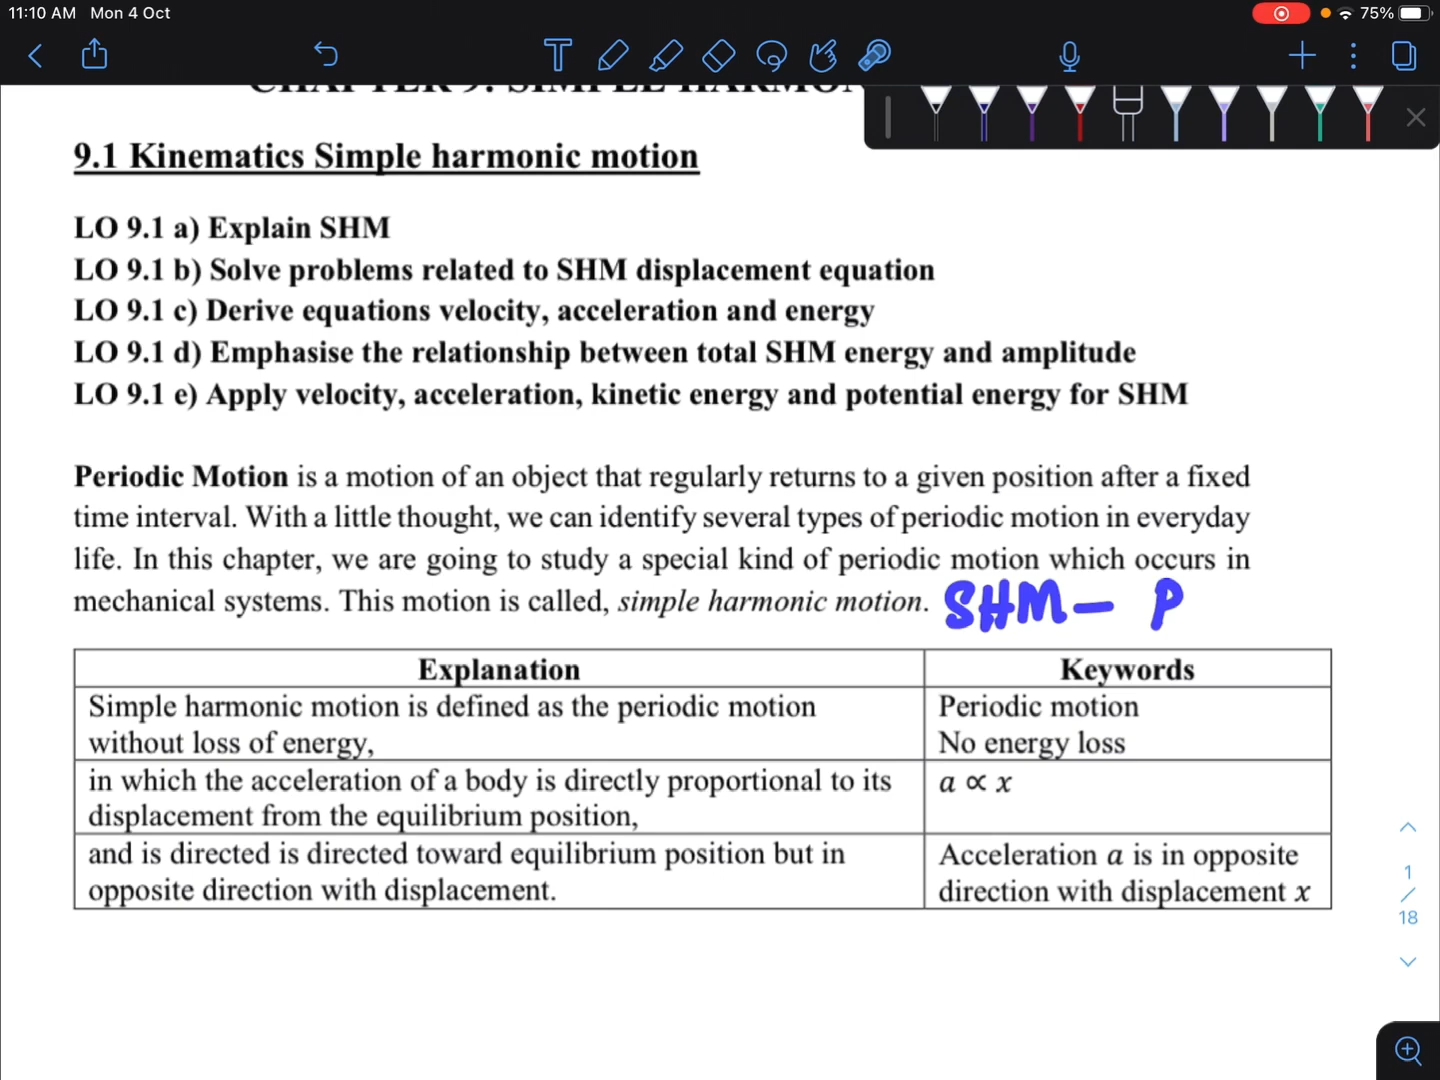 11:10 AM Mon 4 Oct
75%
CHAPTER 9: SIMPLE HARMON
9.1 Kinematics Simple harmonic motion
LO 9.1 a) Explain SHM
LO 9.1 b) Solve problems related to SHM displacement equation
LO 9.1 c) Derive equations velocity, acceleration and energy
LO 9.1 d) Emphasise the relationship between total SHM energy and amplitude
LO 9.1 e) Apply velocity, acceleration, kinetic energy and potential energy for SHM
Periodic Motion is a motion of an object that regularly returns to a given position after a fixed
time interval. With a little thought, we can identify several types of periodic motion in everyday
life. In this chapter, we are going to study a special kind of periodic motion which occurs in
mechanical systems. This motion is called, simple harmonic motion. SHM - P
Explanation Keywords
Simple harmonic motion is defined as the periodic motion
without loss of energy,
Periodic motion
No energy loss
in which the acceleration of a body is directly proportional to its
displacement from the equilibrium position,
a ∝ x
and is directed is directed toward equilibrium position but in
opposite direction with displacement.
Acceleration a is in opposite
direction with displacement x
1
/
18